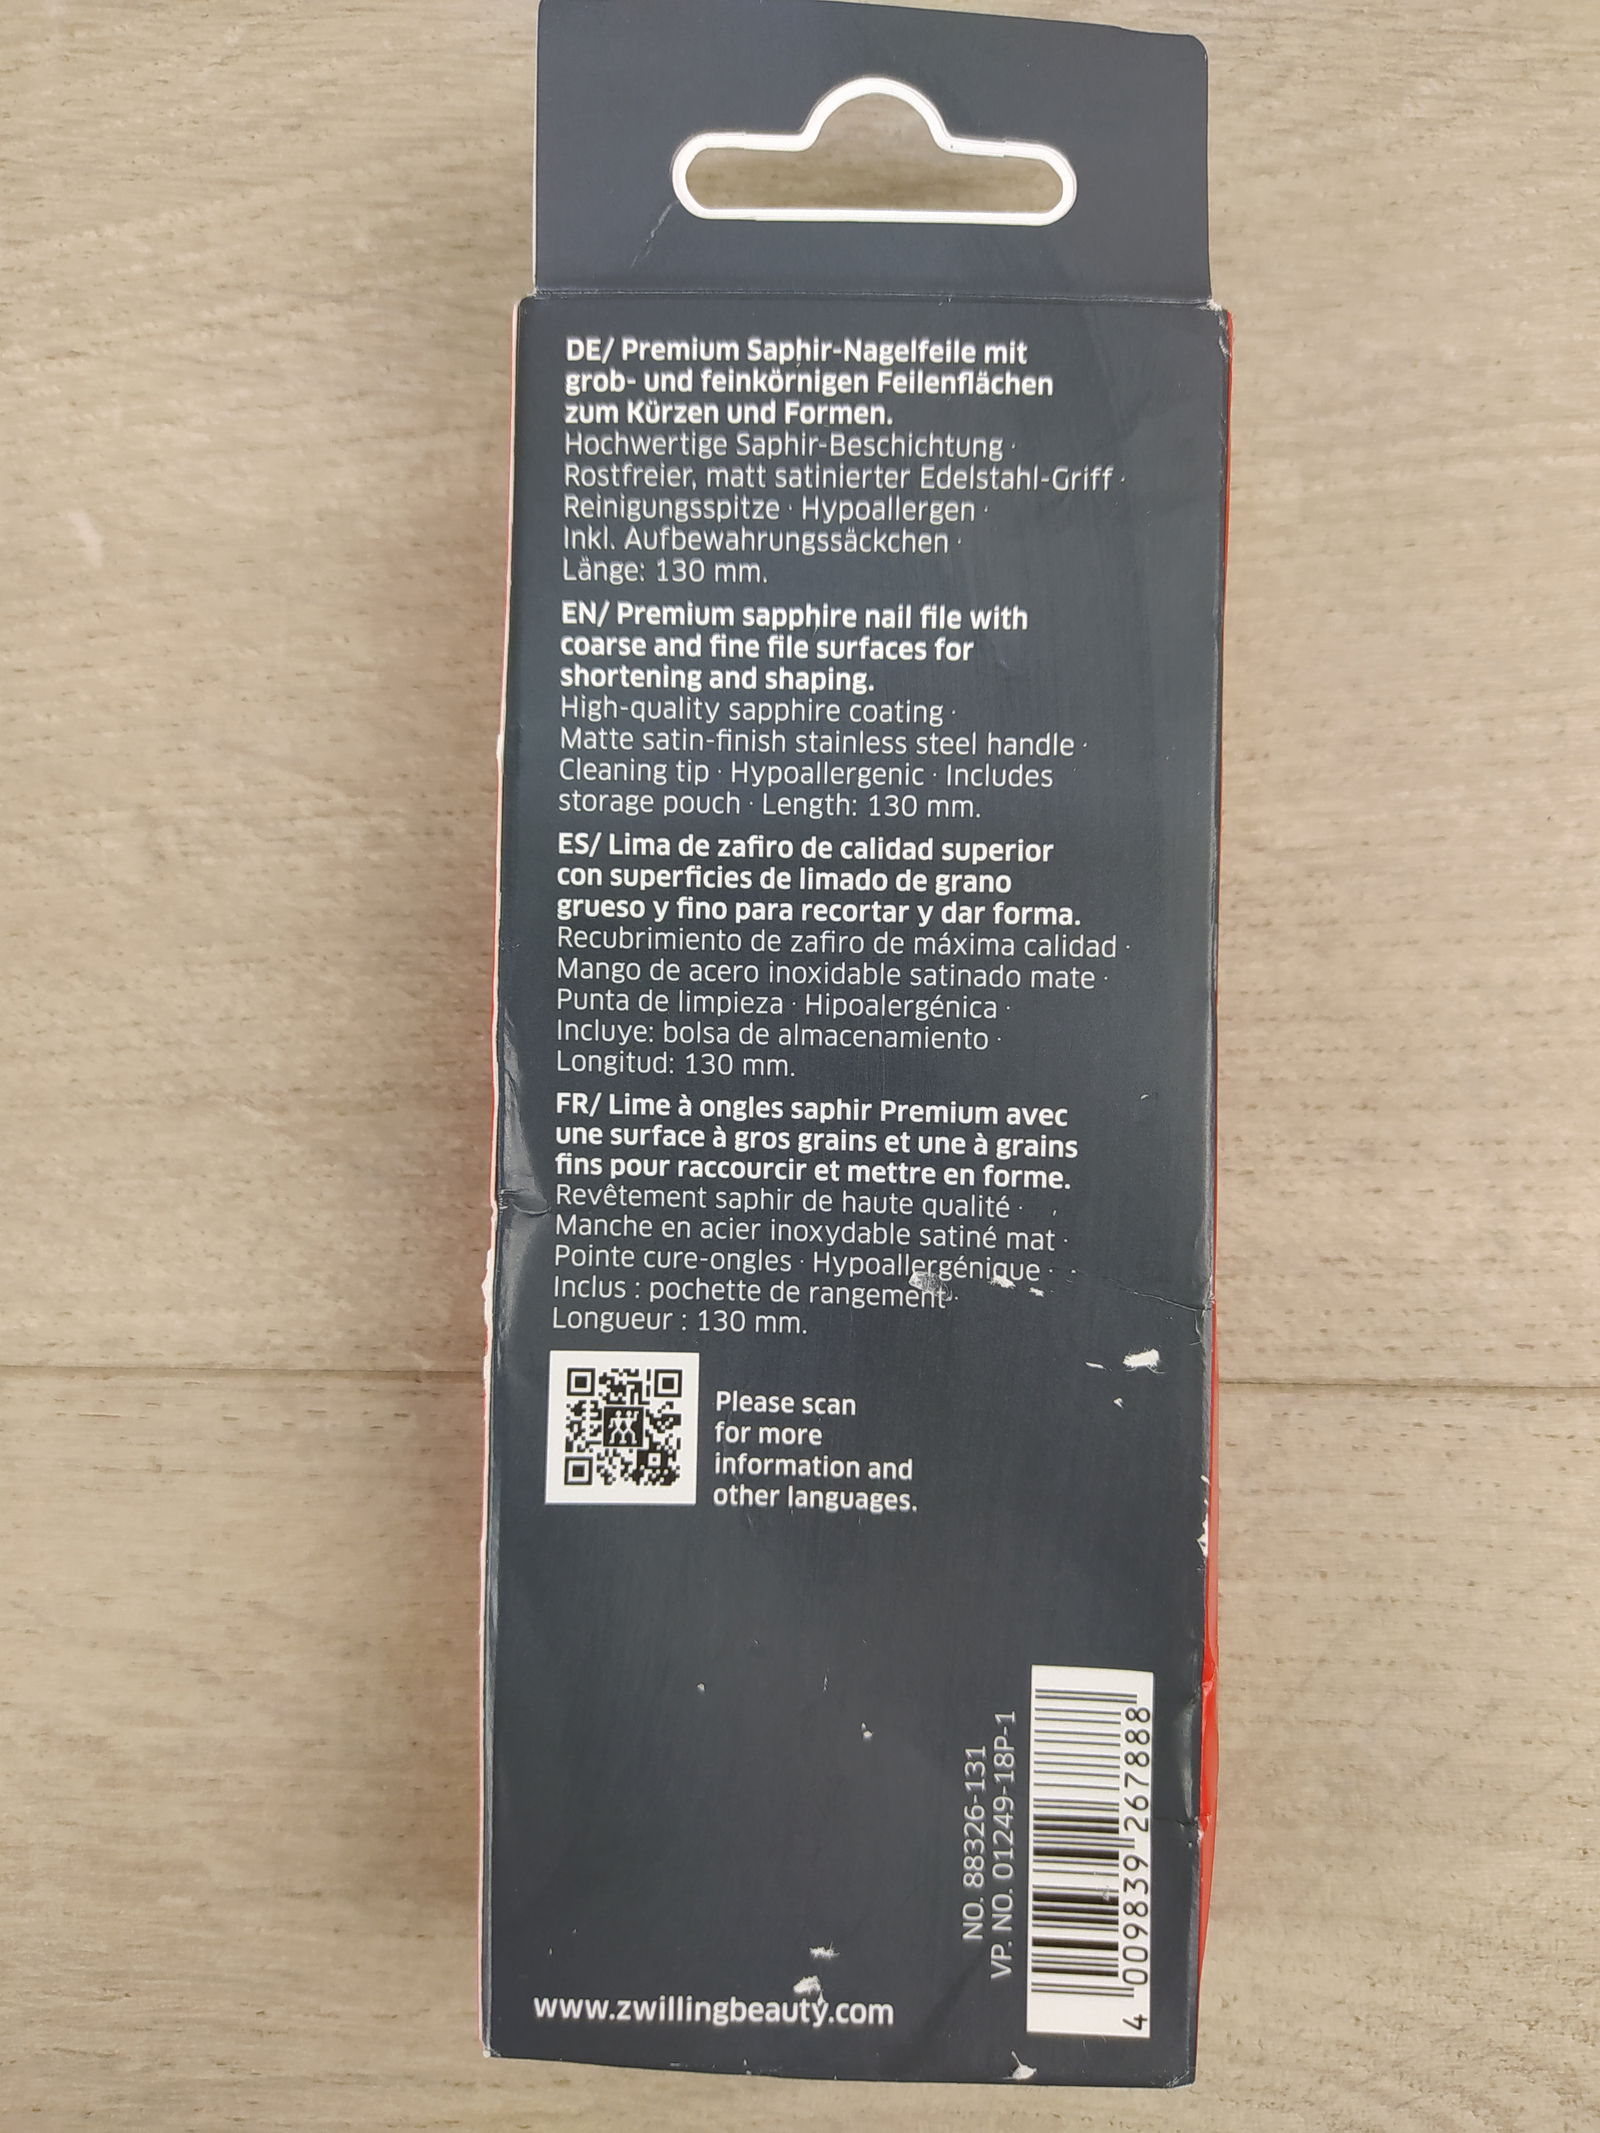 DE/ Premium Saphir-Nagelfeile mit
grob- und feinkörnigen Feilenflächen
zum Kürzen und Formen.
Hochwertige Saphir-Beschichtung ·
Rostfreier, matt satinierter Edelstahl-Griff ·
Reinigungsspitze · Hypoallergen ·
Inkl. Aufbewahrungssäckchen ·
Länge: 130 mm.
EN/ Premium sapphire nail file with
coarse and fine file surfaces for
shortening and shaping.
High-quality sapphire coating ·
Matte satin-finish stainless steel handle ·
Cleaning tip · Hypoallergenic · Includes
storage pouch · Length: 130 mm.
ES/ Lima de zafiro de calidad superior
con superficies de limado de grano
grueso y fino para recortar y dar forma.
Recubrimiento de zafiro de máxima calidad ·
Mango de acero inoxidable satinado mate ·
Punta de limpieza · Hipoalergénica ·
Incluye: bolsa de almacenamiento ·
Longitud: 130 mm.
FR/ Lime à ongles saphir Premium avec
une surface à gros grains et une à grains
fins pour raccourcir et mettre en forme.
Revêtement saphir de haute qualité ·
Manche en acier inoxydable satiné mat ·
Pointe cure-ongles · Hypoallergénique ·
Inclus : pochette de rangement ·
Longueur : 130 mm.
Please scan
for more
information and
other languages.
NO. 88326-131
VP. NO. 01249-18P-1
4 009839 267888
www.zwillingbeauty.com